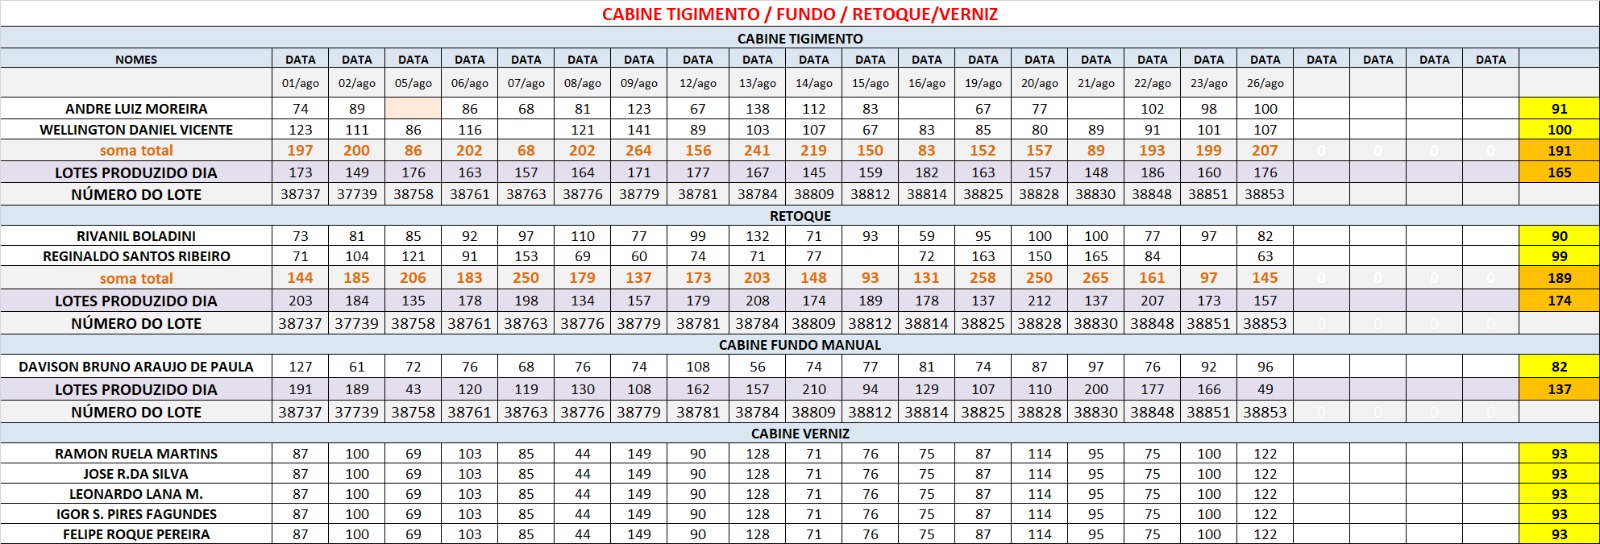 CABINE TIGIMENTO / FUNDO / RETOQUE/VERNIZ
CABINE TIGIMENTO
NOMES DATA DATA DATA DATA DATA DATA DATA DATA DATA DATA DATA DATA DATA DATA DATA DATA DATA DATA DATA DATA DATA DATA
01/ago 02/ago 05/ago 06/ago 07/ago 08/ago 09/ago 12/ago 13/ago 14/ago 15/ago 16/ago 19/ago 20/ago 21/ago 22/ago 23/ago 26/ago
ANDRE LUIZ MOREIRA 74 89 86 68 81 123 67 138 112 83 67 77 102 98 100 91
WELLINGTON DANIEL VICENTE 123 111 86 116 121 141 89 103 107 67 83 85 80 89 91 101 107 100
soma total 197 200 86 202 68 202 264 156 241 219 150 83 152 157 89 193 199 207 0 0 0 0 191
LOTES PRODUZIDO DIA 173 149 176 163 157 164 171 177 167 145 159 182 163 157 148 186 160 176 165
NÚMERO DO LOTE 38737 37739 38758 38761 38763 38776 38779 38781 38784 38809 38812 38814 38825 38828 38830 38848 38851 38853
RETOQUE
RIVANIL BOLADINI 73 81 85 92 97 110 77 99 132 71 93 59 95 100 100 77 97 82 90
REGINALDO SANTOS RIBEIRO 71 104 121 91 153 69 60 74 71 77 72 163 150 165 84 63 99
soma total 144 185 206 183 250 179 137 173 203 148 93 131 258 250 265 161 97 145 0 0 0 0 189
LOTES PRODUZIDO DIA 203 184 135 178 198 134 157 179 208 174 189 178 137 212 137 207 173 157 174
NÚMERO DO LOTE 38737 37739 38758 38761 38763 38776 38779 38781 38784 38809 38812 38814 38825 38828 38830 38848 38851 38853 0 0 0 0
CABINE FUNDO MANUAL
DAVISON BRUNO ARAUJO DE PAULA 127 61 72 76 68 76 74 108 56 74 77 81 74 87 97 76 92 96 82
LOTES PRODUZIDO DIA 191 189 43 120 119 130 108 162 157 210 94 129 107 110 200 177 166 49 137
NÚMERO DO LOTE 38737 37739 38758 38761 38763 38776 38779 38781 38784 38809 38812 38814 38825 38828 38830 38848 38851 38853 0 0 0 0
CABINE VERNIZ
RAMON RUELA MARTINS 87 100 69 103 85 44 149 90 128 71 76 75 87 114 95 75 100 122 93
JOSE R.DA SILVA 87 100 69 103 85 44 149 90 128 71 76 75 87 114 95 75 100 122 93
LEONARDO LANA M. 87 100 69 103 85 44 149 90 128 71 76 75 87 114 95 75 100 122 93
IGOR S. PIRES FAGUNDES 87 100 69 103 85 44 149 90 128 71 76 75 87 114 95 75 100 122 93
FELIPE ROQUE PEREIRA 87 100 69 103 85 44 149 90 128 71 76 75 87 114 95 75 100 122 93